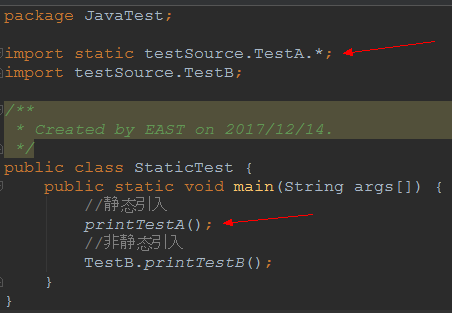 package JavaTest;
import static testSource.TestA.*;
import testSource.TestB;
/**
 * Created by EAST on 2017/12/14.
 */
public class StaticTest {
    public static void main(String args[]) {
        //静态引入
        printTestA();
        //非静态引入
        TestB.printTestB();
    }
}